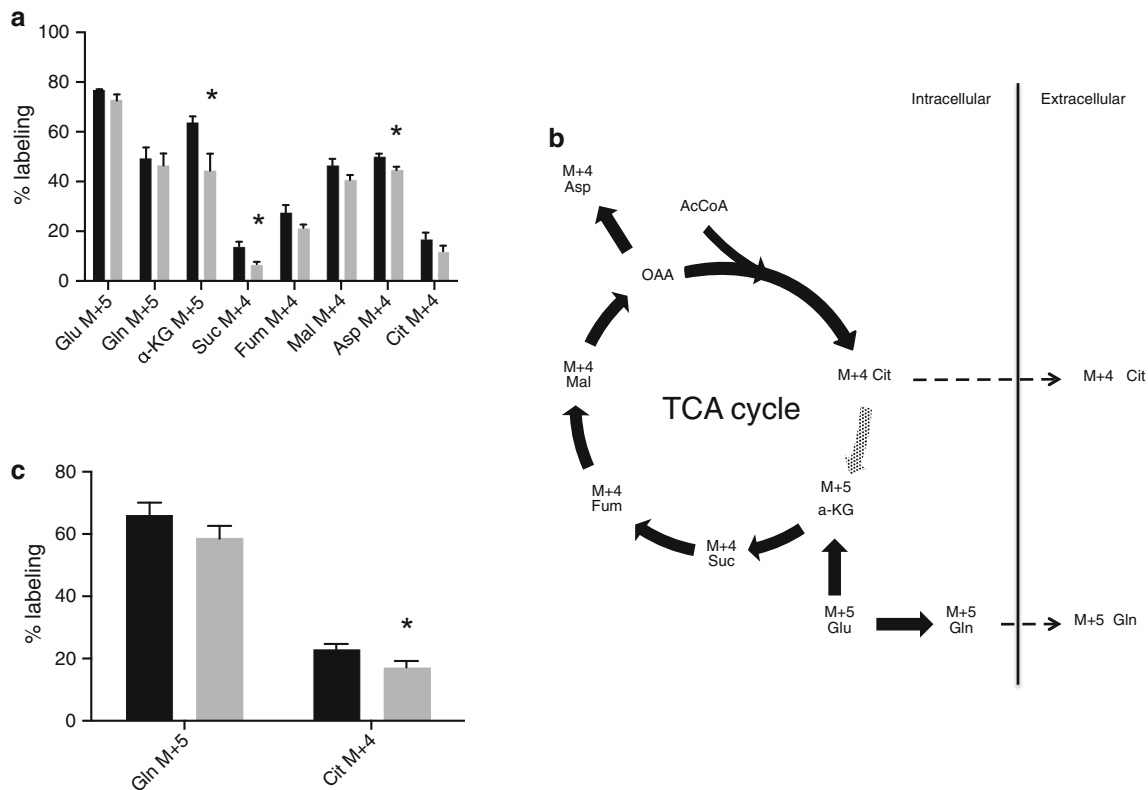 a
100
80
60
40
20
0
% labeling
*
*
*
Glu M+5
Gln M+5
α-KG M+5
Suc M+4
Fum M+4
Mal M+4
Asp M+4
Cit M+4
b
Intracellular
Extracellular
M+4
Asp
AcCoA
OAA
M+4
Mal
M+4 Cit
M+4 Cit
TCA cycle
M+4
Fum
M+5
a-KG
M+4
Suc
M+5
Glu
M+5
Gln
M+5 Gln
c
80
60
40
20
0
% labeling
*
Gln M+5
Cit M+4